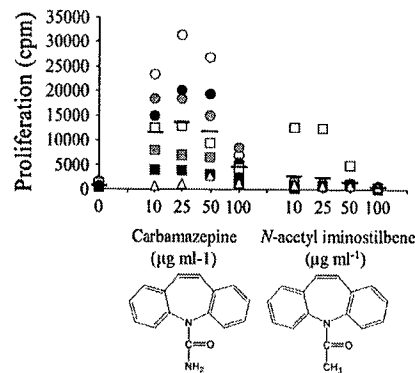 Proliferation (cpm)
35000
30000
25000
20000
15000
10000
5000
0
0 10 25 50 100 10 25 50 100
Carbamazepine N-acetyl iminostilbene
(µg ml-1) (µg ml⁻¹)
N N
C=O C=O
NH₂ CH₃